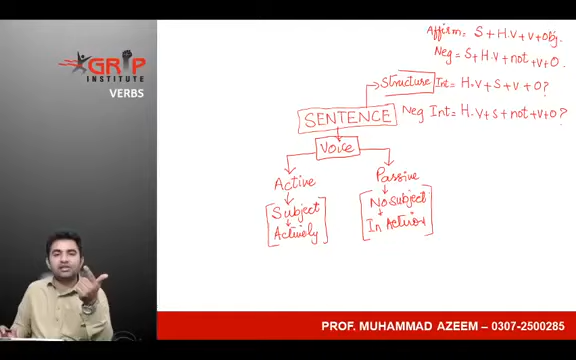 Affirm = S + H.V + V + Obj.
Neg = S + H.V + not + V + O.
Structure Int = H.V + S + V + O?
Neg Int = H.V + S + not + V + O?
GRIP
INSTITUTE
VERBS
SENTENCE
Voice
Active
Passive
Subject
Actively
No Subject
In Action
PROF. MUHAMMAD AZEEM – 0307-2500285